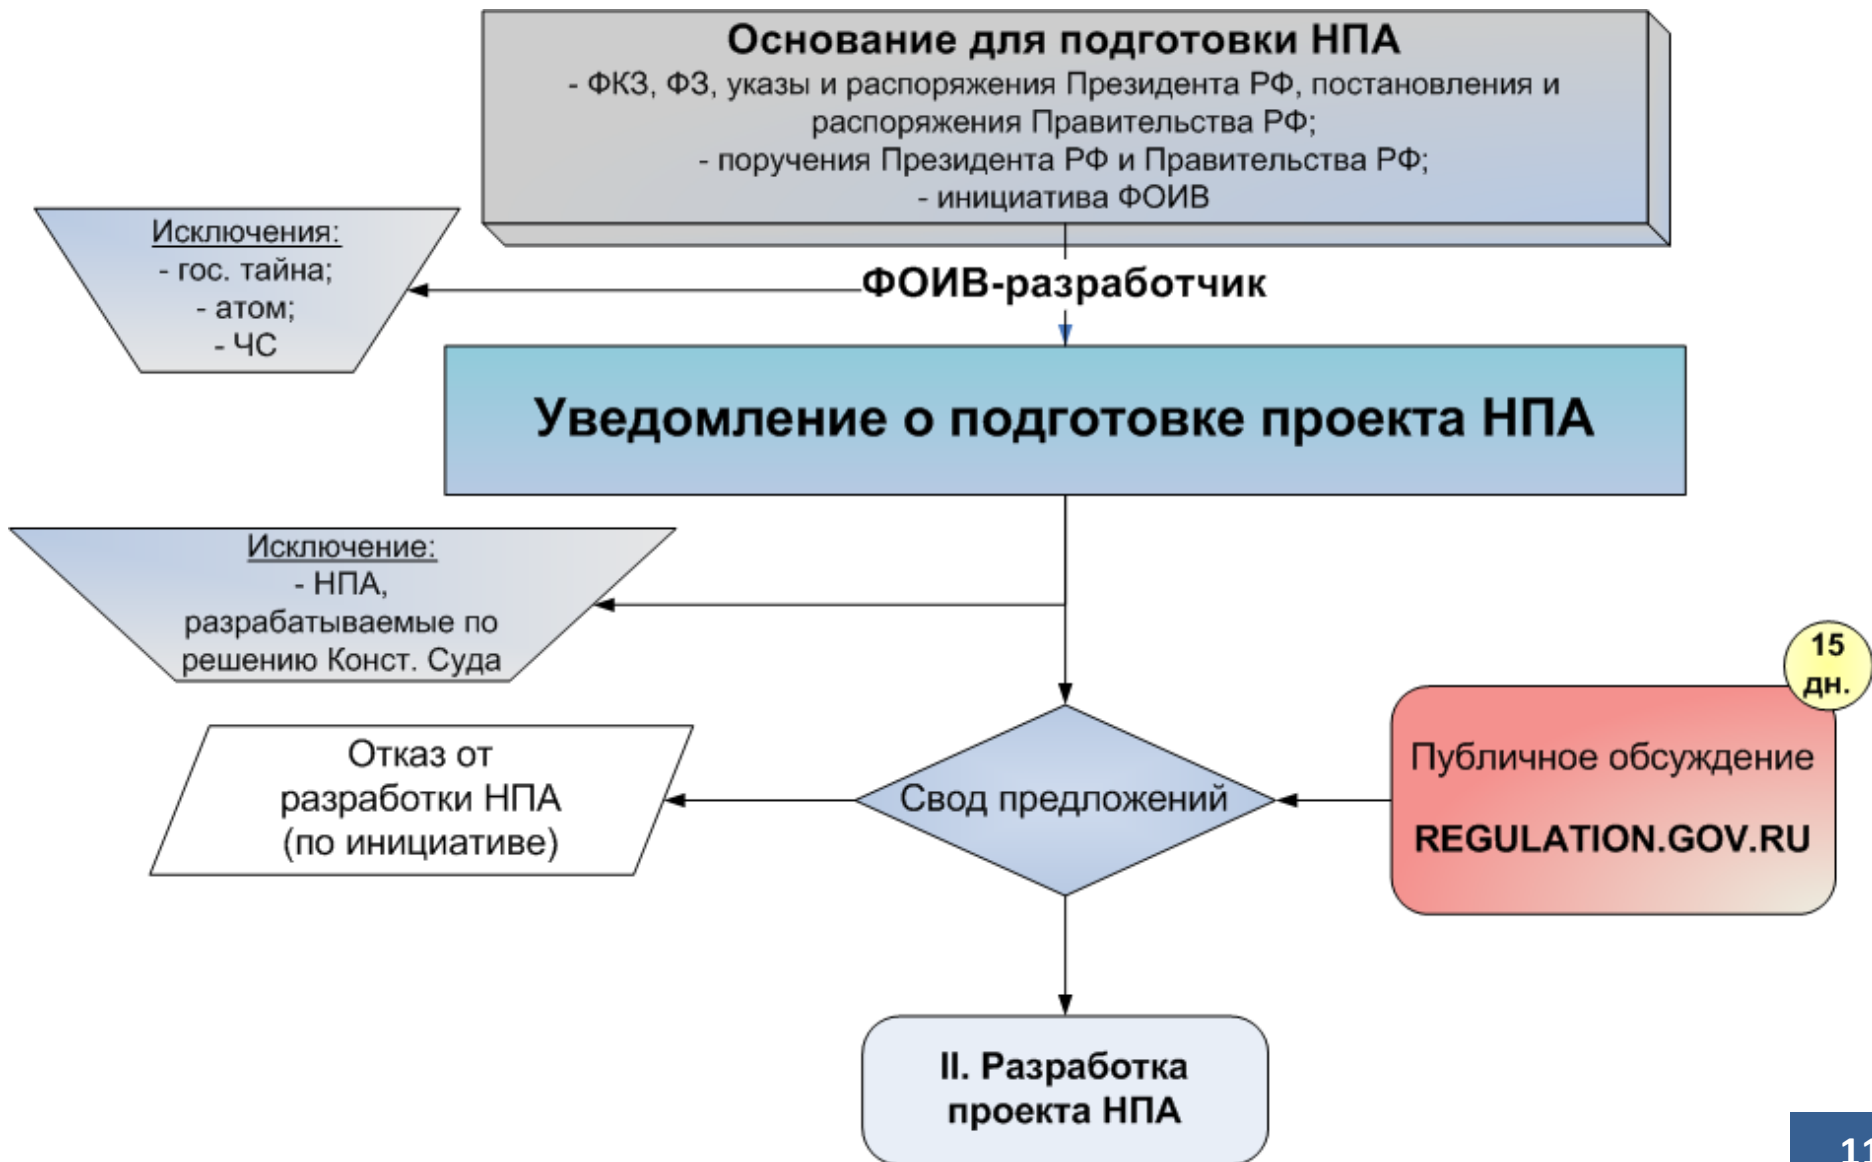 Основание для подготовки НПА
- ФКЗ, ФЗ, указы и распоряжения Президента РФ, постановления и
распоряжения Правительства РФ;
- поручения Президента РФ и Правительства РФ;
- инициатива ФОИВ
Исключения:
- гос. тайна;
- атом;
- ЧС
ФОИВ-разработчик
Уведомление о подготовке проекта НПА
Исключение:
- НПА,
разрабатываемые по
решению Конст. Суда
15
дн.
Отказ от
разработки НПА
(по инициативе)
Свод предложений
Публичное обсуждение
REGULATION.GOV.RU
II. Разработка
проекта НПА
11